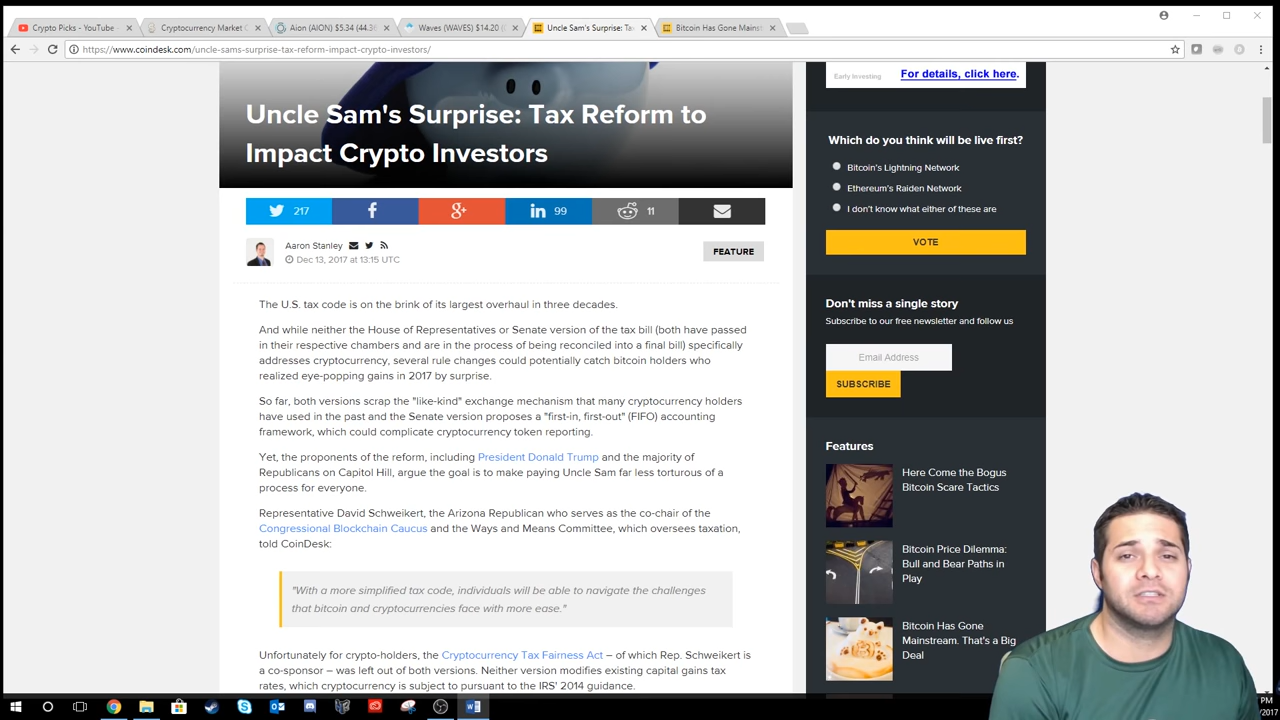 Crypto Picks - YouTube
Cryptocurrency Market C
Aion (AION) $5.34 (44.36
Waves (WAVES) $14.20 (
Uncle Sam's Surprise: Ta
Bitcoin Has Gone Mainst
https://www.coindesk.com/uncle-sams-surprise-tax-reform-impact-crypto-investors/
Uncle Sam's Surprise: Tax Reform to
Impact Crypto Investors
217
99
11
Aaron Stanley
Dec 13, 2017 at 13:15 UTC
FEATURE
The U.S. tax code is on the brink of its largest overhaul in three decades.
And while neither the House of Representatives or Senate version of the tax bill (both have passed
in their respective chambers and are in the process of being reconciled into a final bill) specifically
addresses cryptocurrency, several rule changes could potentially catch bitcoin holders who
realized eye-popping gains in 2017 by surprise.
So far, both versions scrap the "like-kind" exchange mechanism that many cryptocurrency holders
have used in the past and the Senate version proposes a "first-in, first-out" (FIFO) accounting
framework, which could complicate cryptocurrency token reporting.
Yet, the proponents of the reform, including President Donald Trump and the majority of
Republicans on Capitol Hill, argue the goal is to make paying Uncle Sam far less torturous of a
process for everyone.
Representative David Schweikert, the Arizona Republican who serves as the co-chair of the
Congressional Blockchain Caucus and the Ways and Means Committee, which oversees taxation,
told CoinDesk:
"With a more simplified tax code, individuals will be able to navigate the challenges
that bitcoin and cryptocurrencies face with more ease."
Unfortunately for crypto-holders, the Cryptocurrency Tax Fairness Act – of which Rep. Schweikert is
a co-sponsor – was left out of both versions. Neither version modifies existing capital gains tax
rates, which cryptocurrency is subject to pursuant to the IRS' 2014 guidance.
Early Investing
For details, click here.
Which do you think will be live first?
Bitcoin's Lightning Network
Ethereum's Raiden Network
I don't know what either of these are
VOTE
Don't miss a single story
Subscribe to our free newsletter and follow us
Email Address
SUBSCRIBE
Features
Here Come the Bogus
Bitcoin Scare Tactics
Bitcoin Price Dilemma:
Bull and Bear Paths in
Play
Bitcoin Has Gone
Mainstream. That's a Big
Deal
PM
/2017